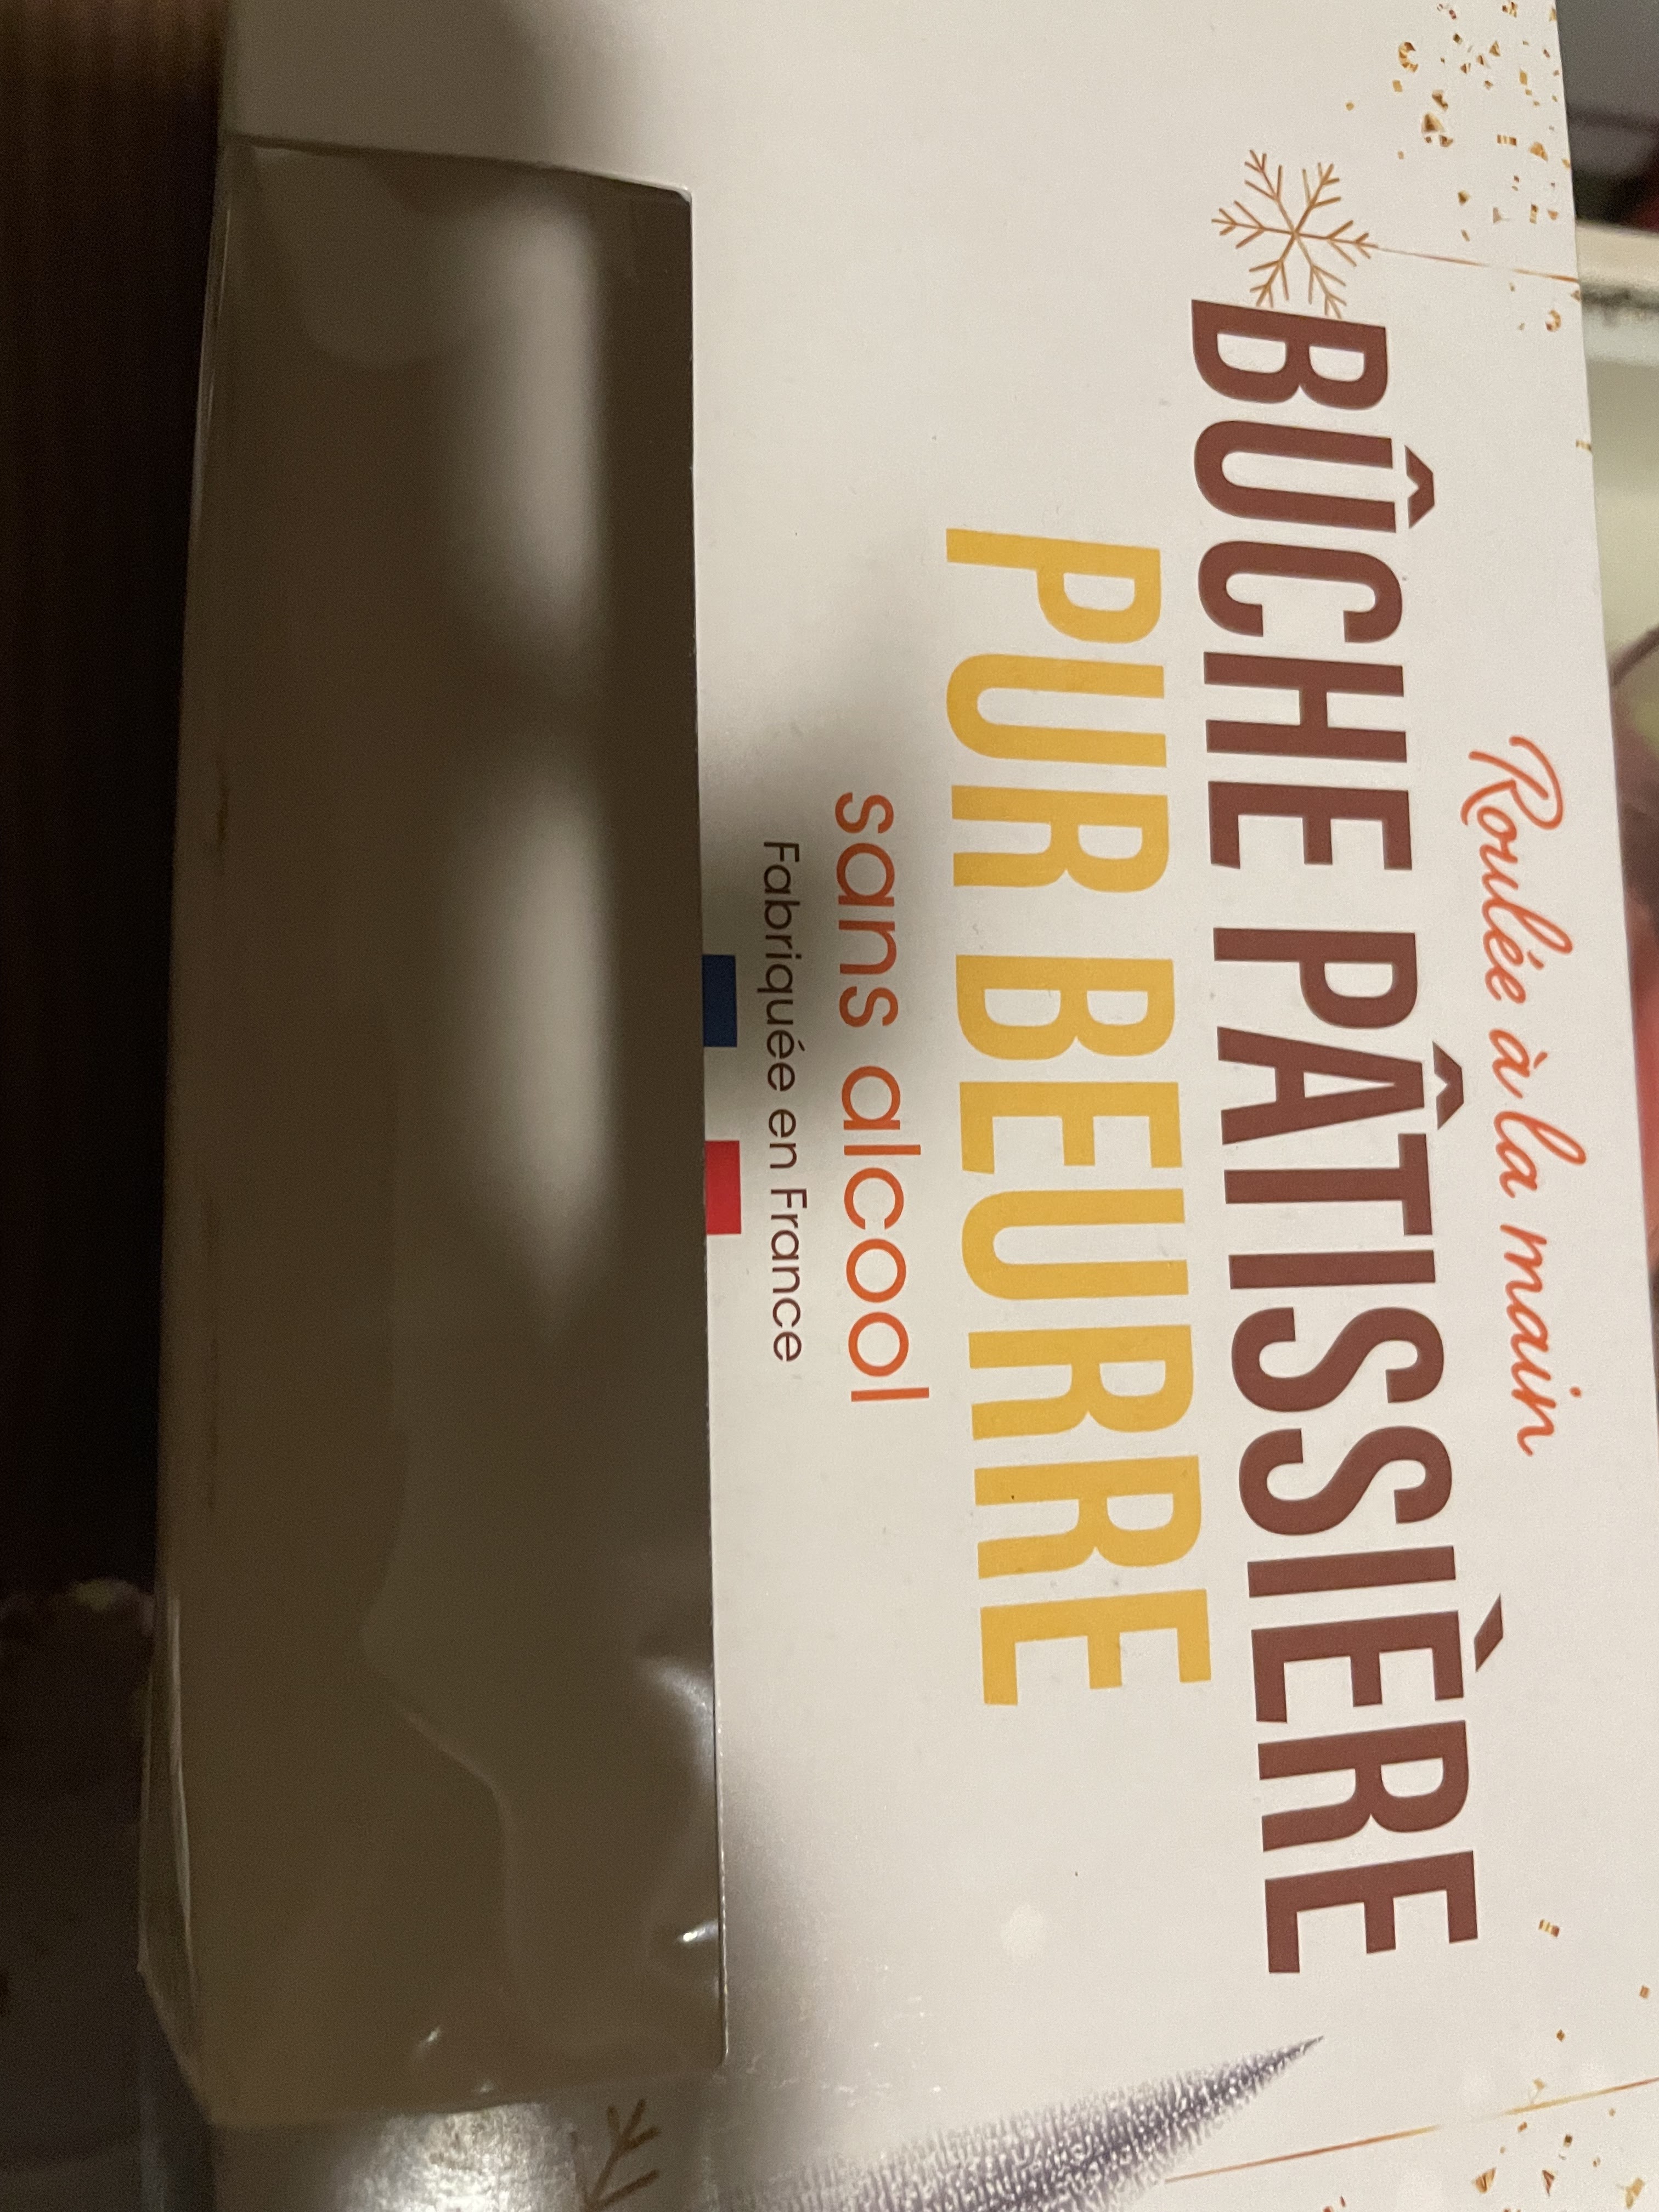 Roulée à la main
BÛCHE PÂTISSIÈRE
PUR BEURRE
sans alcool
Fabriquée en France